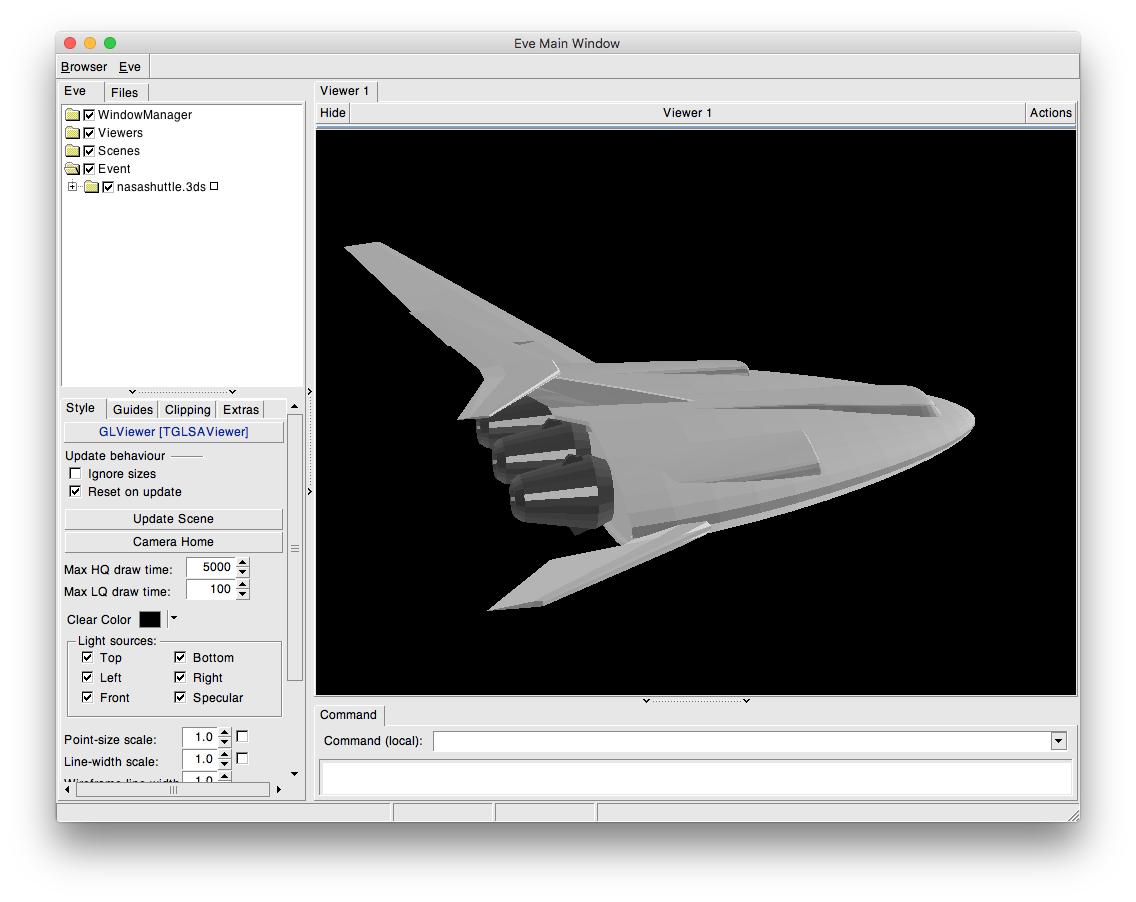 Eve Main Window
Browser Eve
Eve Files
WindowManager
Viewers
Scenes
Event
nasashuttle.3ds
Style Guides Clipping Extras
GLViewer [TGLSAViewer]
Update behaviour
Ignore sizes
Reset on update
Update Scene
Camera Home
Max HQ draw time: 5000
Max LQ draw time: 100
Clear Color
Light sources:
Top Bottom
Left Right
Front Specular
Point-size scale: 1.0
Line-width scale: 1.0
Wireframe line-width 1.0
Viewer 1
Hide Viewer 1 Actions
Command
Command (local):